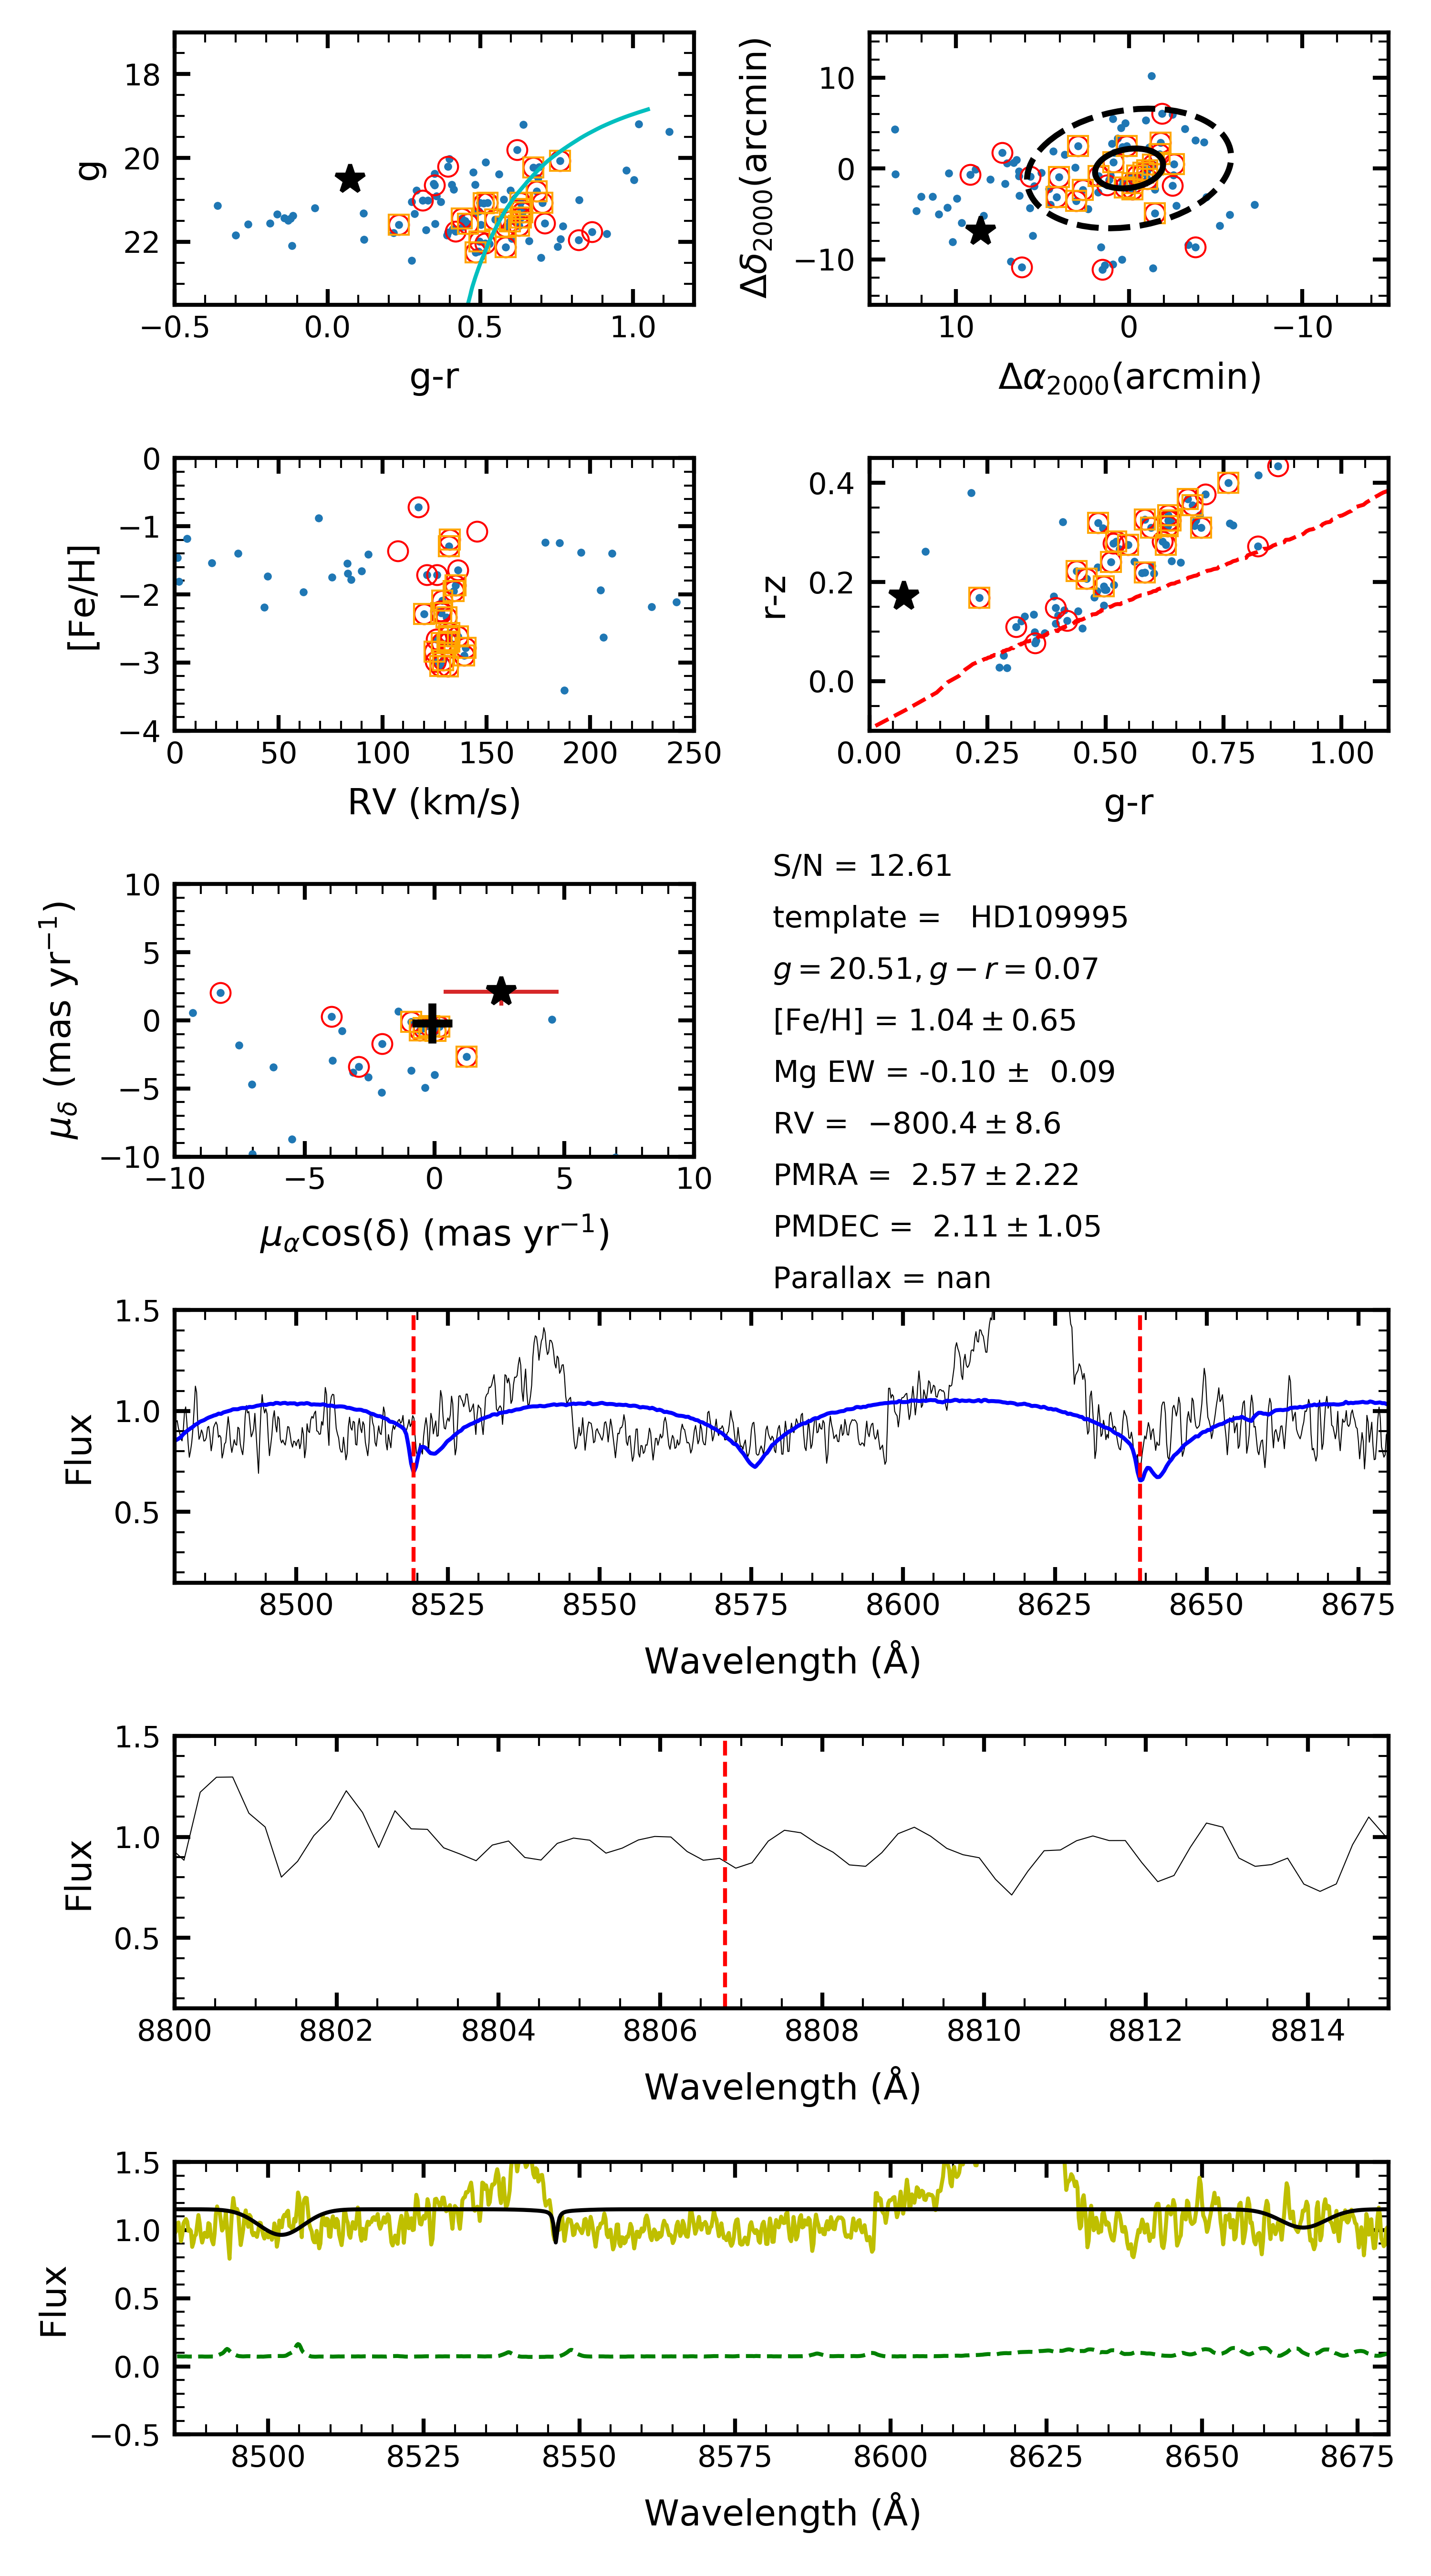 18
20
22
g
−0.5 0.0 0.5 1.0
g-r
10
0
−10
Δδ2000(arcmin)
10 0 −10
Δα2000(arcmin)
0
−1
−2
−3
−4
[Fe/H]
0 50 100 150 200 250
RV (km/s)
0.4
0.2
0.0
r-z
0.00 0.25 0.50 0.75 1.00
g-r
10
5
0
−5
−10
μδ (mas yr−1)
−10 −5 0 5 10
μαcos(δ) (mas yr−1)
S/N = 12.61
template = HD109995
g = 20.51, g − r = 0.07
[Fe/H] = 1.04 ± 0.65
Mg EW = -0.10 ± 0.09
RV = −800.4 ± 8.6
PMRA = 2.57 ± 2.22
PMDEC = 2.11 ± 1.05
Parallax = nan
1.5
1.0
0.5
Flux
8500 8525 8550 8575 8600 8625 8650 8675
Wavelength (Å)
1.5
1.0
0.5
Flux
8800 8802 8804 8806 8808 8810 8812 8814
Wavelength (Å)
1.5
1.0
0.5
0.0
−0.5
Flux
8500 8525 8550 8575 8600 8625 8650 8675
Wavelength (Å)